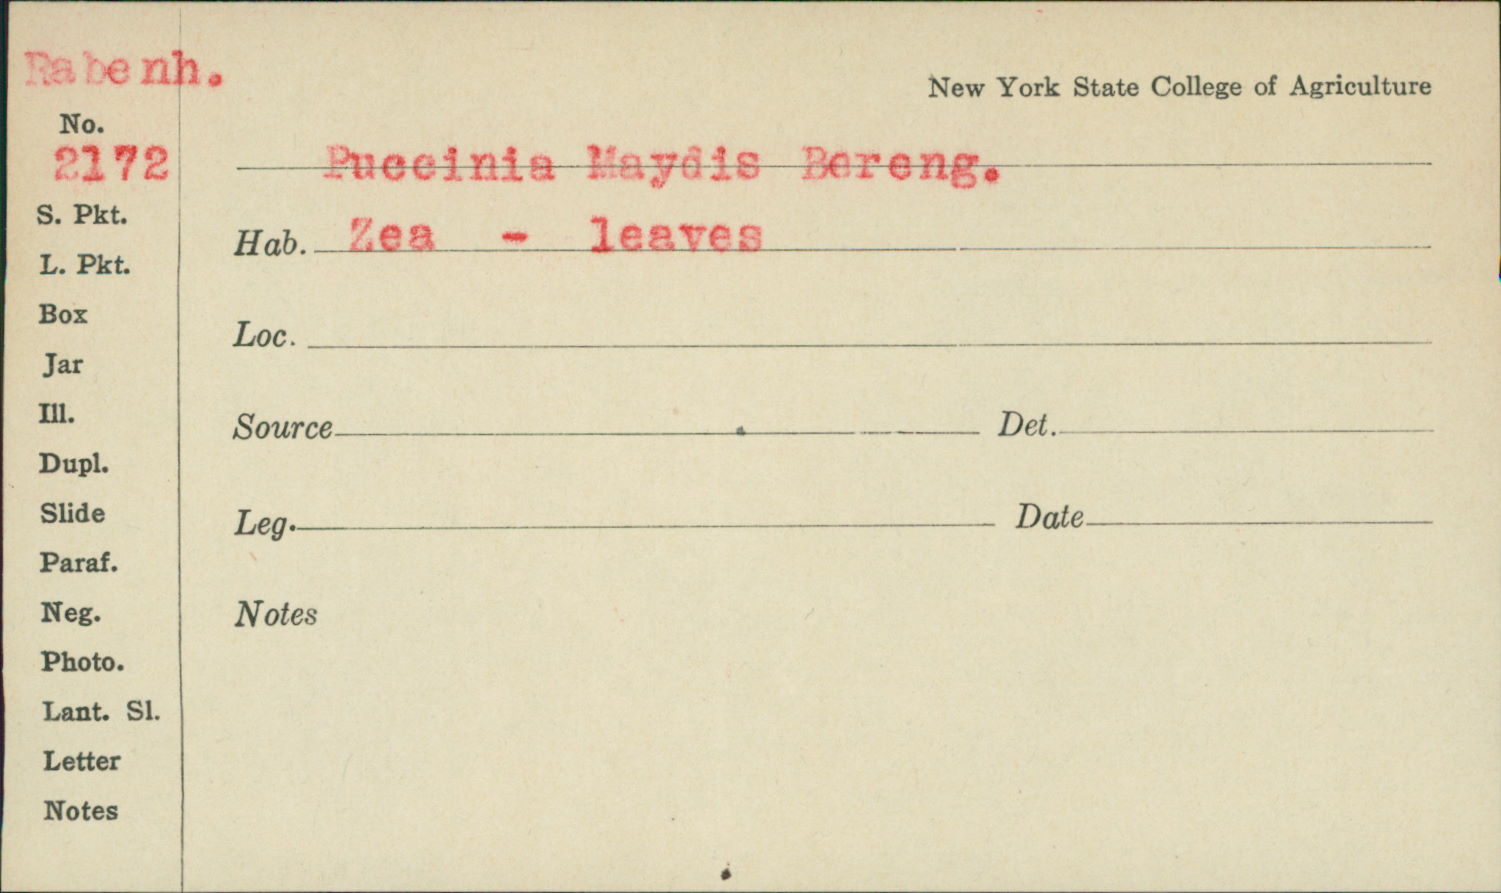 Rabenh.
New York State College of Agriculture
No.
2172
Puccinia Maydis Bereng.
S. Pkt.
Hab. Zea - leaves
L. Pkt.
Box
Loc.
Jar
Ill.
Source Det.
Dupl.
Slide
Leg. Date
Paraf.
Neg.
Notes
Photo.
Lant. Sl.
Letter
Notes